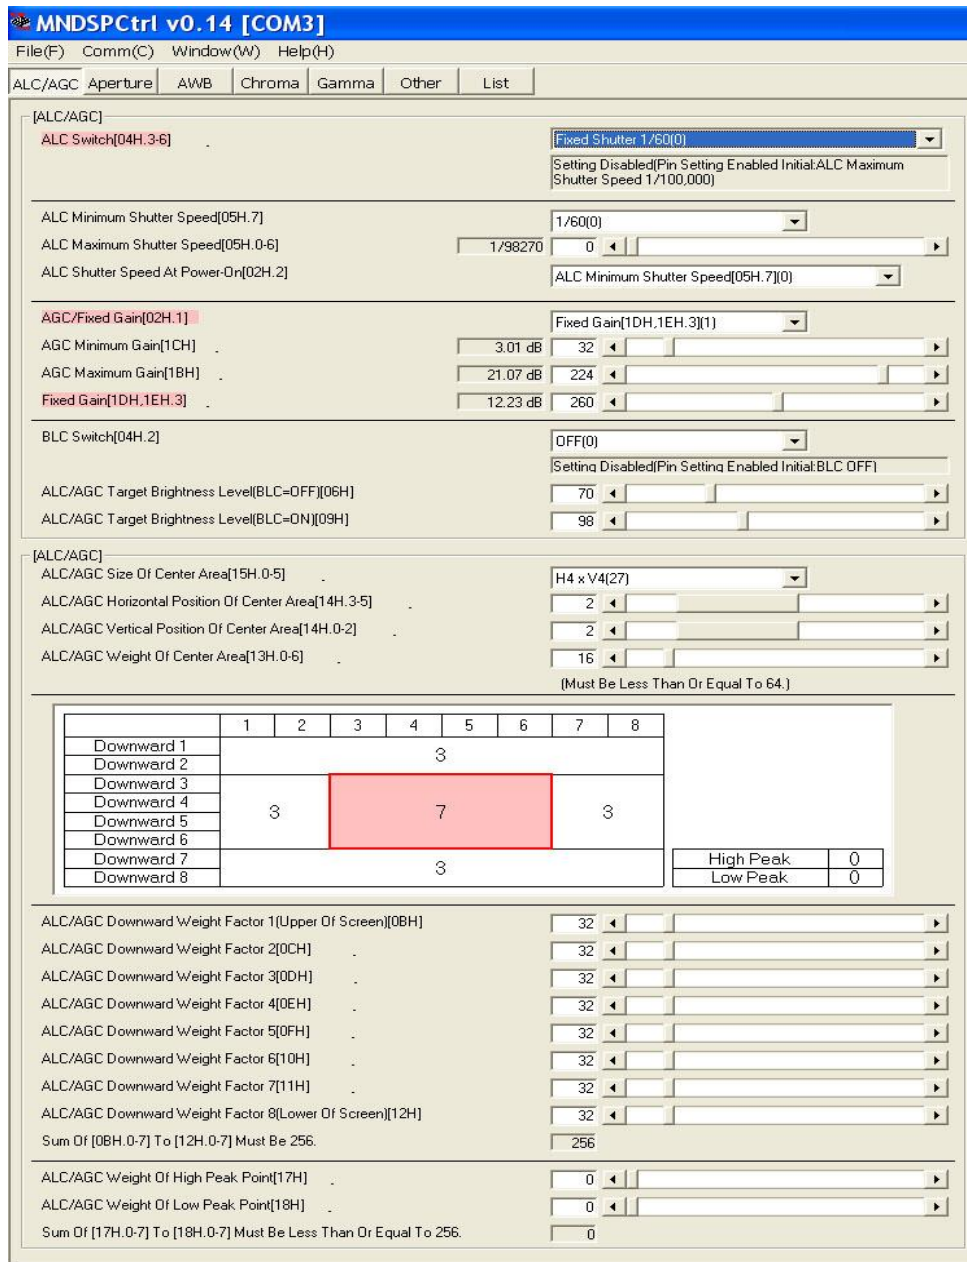 MNDSPCtrl v0.14 [COM3]
File(F) Comm(C) Window(W) Help(H)
ALC/AGC Aperture AWB Chroma Gamma Other List
[ALC/AGC]
ALC Switch[04H.3-6] Fixed Shutter 1/60(0)
Setting Disabled(Pin Setting Enabled Initial:ALC Maximum
Shutter Speed 1/100,000)
ALC Minimum Shutter Speed[05H.7] 1/60(0)
ALC Maximum Shutter Speed[05H.0-6] 1/98270 0
ALC Shutter Speed At Power-On[02H.2] ALC Minimum Shutter Speed[05H.7](0)
AGC/Fixed Gain[02H.1] Fixed Gain[1DH,1EH.3](1)
AGC Minimum Gain[1CH] 3.01 dB 32
AGC Maximum Gain[1BH] 21.07 dB 224
Fixed Gain[1DH,1EH.3] 12.23 dB 260
BLC Switch[04H.2] OFF(0)
Setting Disabled(Pin Setting Enabled Initial:BLC OFF)
ALC/AGC Target Brightness Level(BLC=OFF)[06H] 70
ALC/AGC Target Brightness Level(BLC=ON)[09H] 98
[ALC/AGC]
ALC/AGC Size Of Center Area[15H.0-5] H4 x V4(27)
ALC/AGC Horizontal Position Of Center Area[14H.3-5] 2
ALC/AGC Vertical Position Of Center Area[14H.0-2] 2
ALC/AGC Weight Of Center Area[13H.0-6] 16
(Must Be Less Than Or Equal To 64.)
1 2 3 4 5 6 7 8
Downward 1
3
Downward 2
Downward 3
Downward 4
3 7 3
Downward 5
Downward 6
Downward 7 High Peak 0
3
Downward 8 Low Peak 0
ALC/AGC Downward Weight Factor 1(Upper Of Screen)[0BH] 32
ALC/AGC Downward Weight Factor 2[0CH] 32
ALC/AGC Downward Weight Factor 3[0DH] 32
ALC/AGC Downward Weight Factor 4[0EH] 32
ALC/AGC Downward Weight Factor 5[0FH] 32
ALC/AGC Downward Weight Factor 6[10H] 32
ALC/AGC Downward Weight Factor 7[11H] 32
ALC/AGC Downward Weight Factor 8(Lower Of Screen)[12H] 32
Sum Of [0BH.0-7] To [12H.0-7] Must Be 256. 256
ALC/AGC Weight Of High Peak Point[17H] 0
ALC/AGC Weight Of Low Peak Point[18H] 0
Sum Of [17H.0-7] To [18H.0-7] Must Be Less Than Or Equal To 256. 0